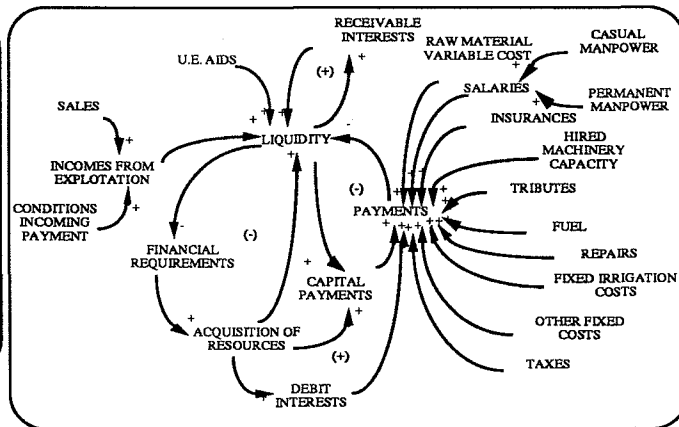 RECEIVABLE
INTERESTS
RAW MATERIAL
VARIABLE COST
CASUAL
MANPOWER
U.E. AIDS
(+)
SALARIES
PERMANENT
MANPOWER
SALES
INSURANCES
LIQUIDITY
HIRED
MACHINERY
CAPACITY
INCOMES FROM
EXPLOTATION
(-)
TRIBUTES
PAYMENTS
CONDITIONS
INCOMING
PAYMENT
FUEL
FINANCIAL
REQUIREMENTS
(-)
REPAIRS
CAPITAL
PAYMENTS
FIXED IRRIGATION
COSTS
ACQUISITION OF
RESOURCES
(+)
OTHER FIXED
COSTS
TAXES
DEBIT
INTERESTS